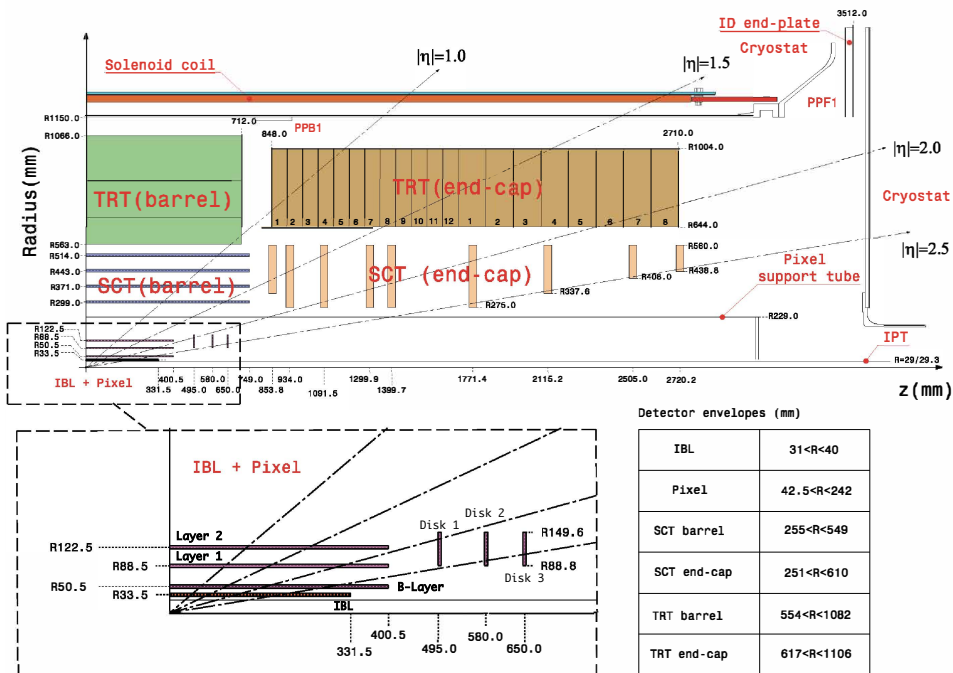 3512.0
ID end-plate
Cryostat
|η|=1.0
|η|=1.5
Solenoid coil
PPF1
R1150.0
712.0
PPB1
R1066.0
848.0
2710.0
R1004.0
|η|=2.0
Radius(mm)
TRT(barrel)
TRT(end-cap)
Cryostat
1 2 3 4 5 6 7 8 9 10 11 12 1 2 3 4 5 6 7 8
R644.0
R563.0
R560.0
|η|=2.5
R514.0
R443.0
SCT(barrel)
SCT (end-cap)
Pixel
support tube
R438.8
R408.0
R371.0
R337.6
R299.0
R275.0
R229.0
R122.5
R88.5
R50.5
R33.5
IPT
R=29/29.3
400.5 580.0 749.0 934.0 1299.9 1771.4 2115.2 2505.0 2720.2
331.5 495.0 650.0 853.8 1091.5 1399.7
IBL + Pixel
z(mm)
IBL + Pixel
Disk 1
Disk 2
Disk 3
Layer 2
R122.5
Layer 1
R88.5
R50.5
B-Layer
R33.5
IBL
R149.6
R88.8
400.5
331.5
495.0
580.0
650.0
Detector envelopes (mm)
IBL 31<R<40
Pixel 42.5<R<242
SCT barrel 255<R<549
SCT end-cap 251<R<610
TRT barrel 554<R<1082
TRT end-cap 617<R<1106